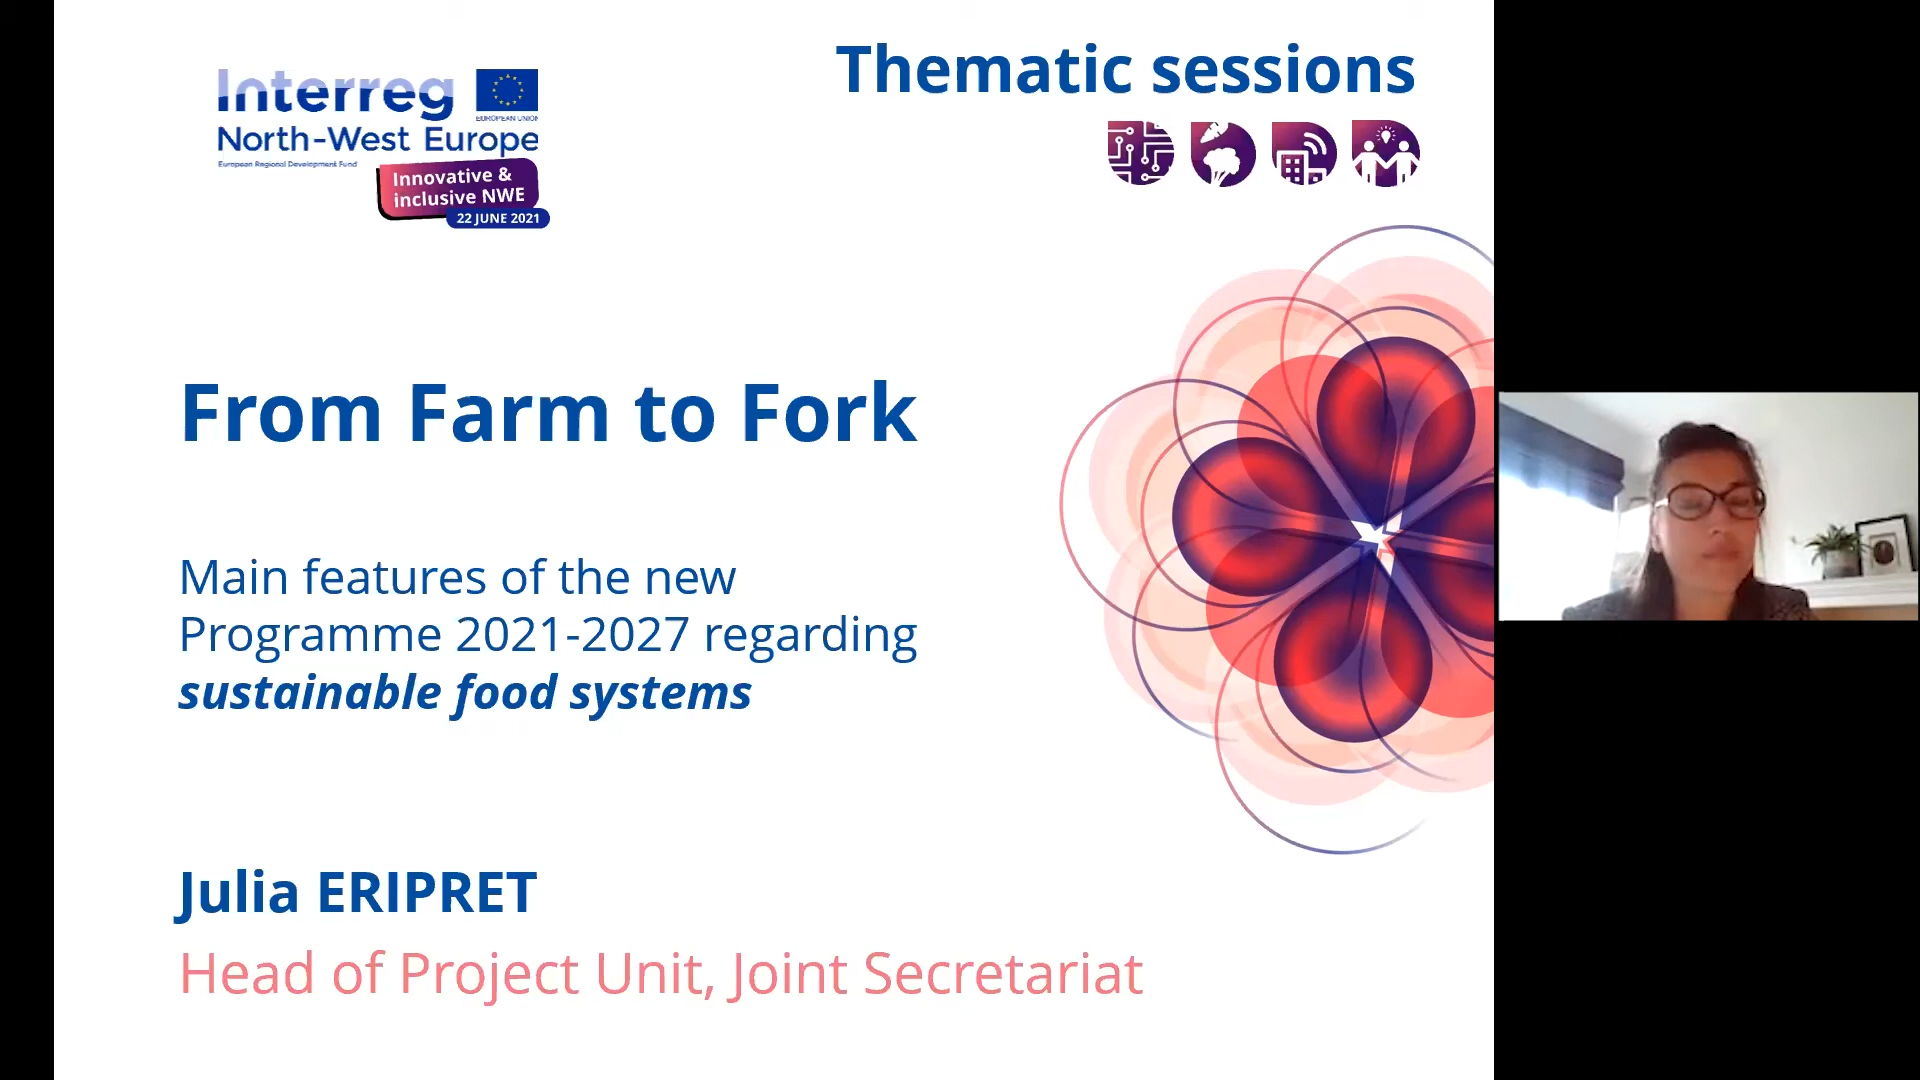 Interreg
EUROPEAN UNION
North-West Europe
European Regional Development Fund
Innovative &
inclusive NWE
22 JUNE 2021
Thematic sessions
From Farm to Fork
Main features of the new
Programme 2021-2027 regarding
sustainable food systems
Julia ERIPRET
Head of Project Unit, Joint Secretariat